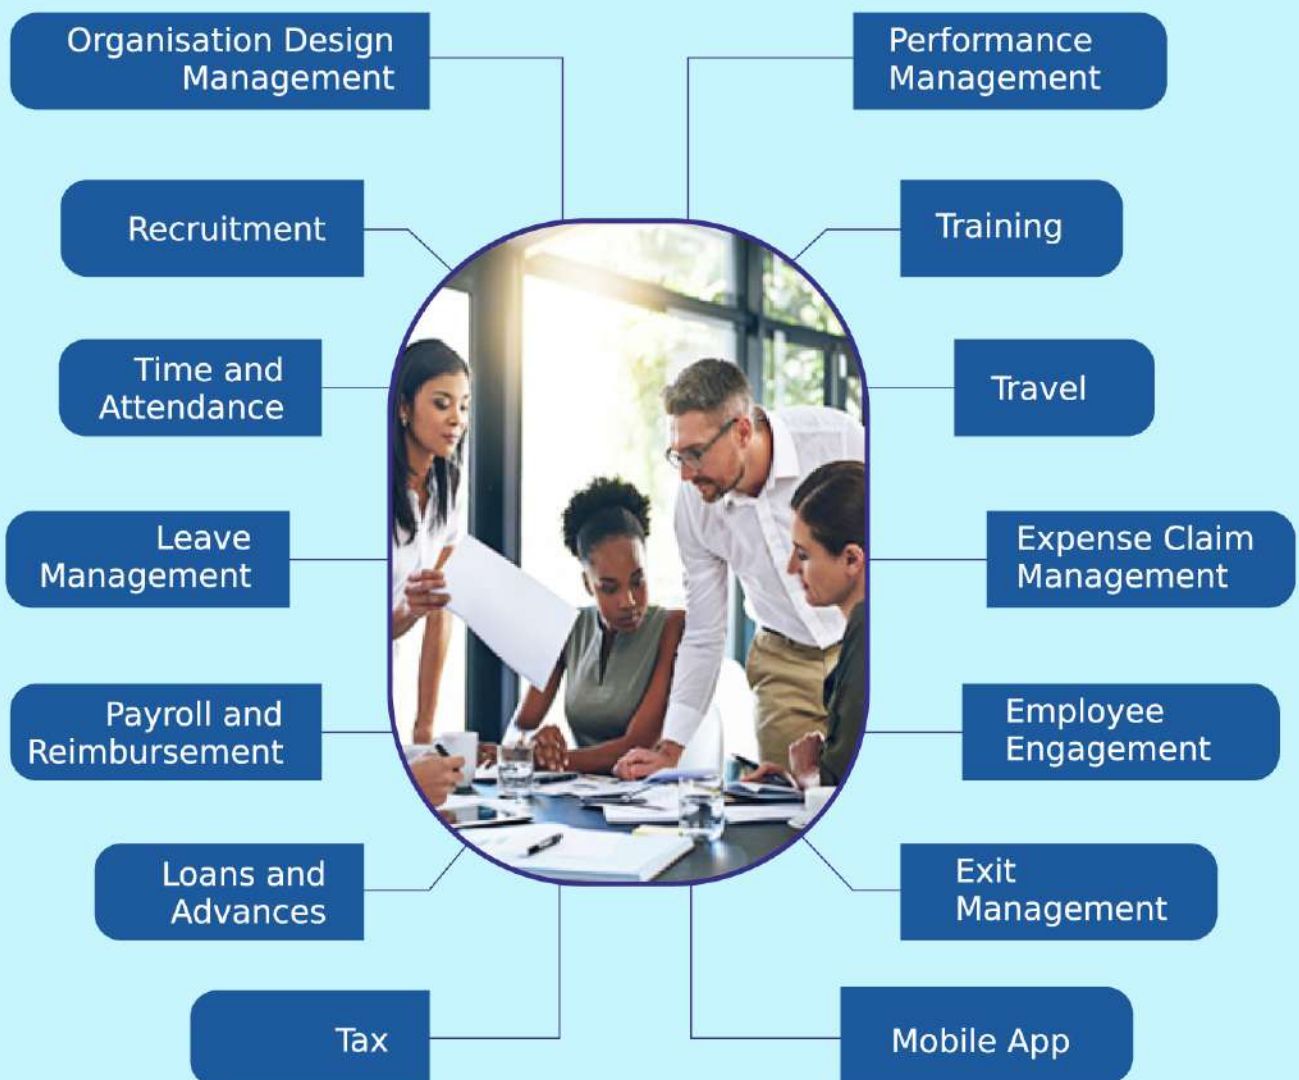 Organisation Design
Management
Performance
Management
Recruitment
Training
Time and
Attendance
Travel
Leave
Management
Expense Claim
Management
Payroll and
Reimbursement
Employee
Engagement
Loans and
Advances
Exit
Management
Tax
Mobile App